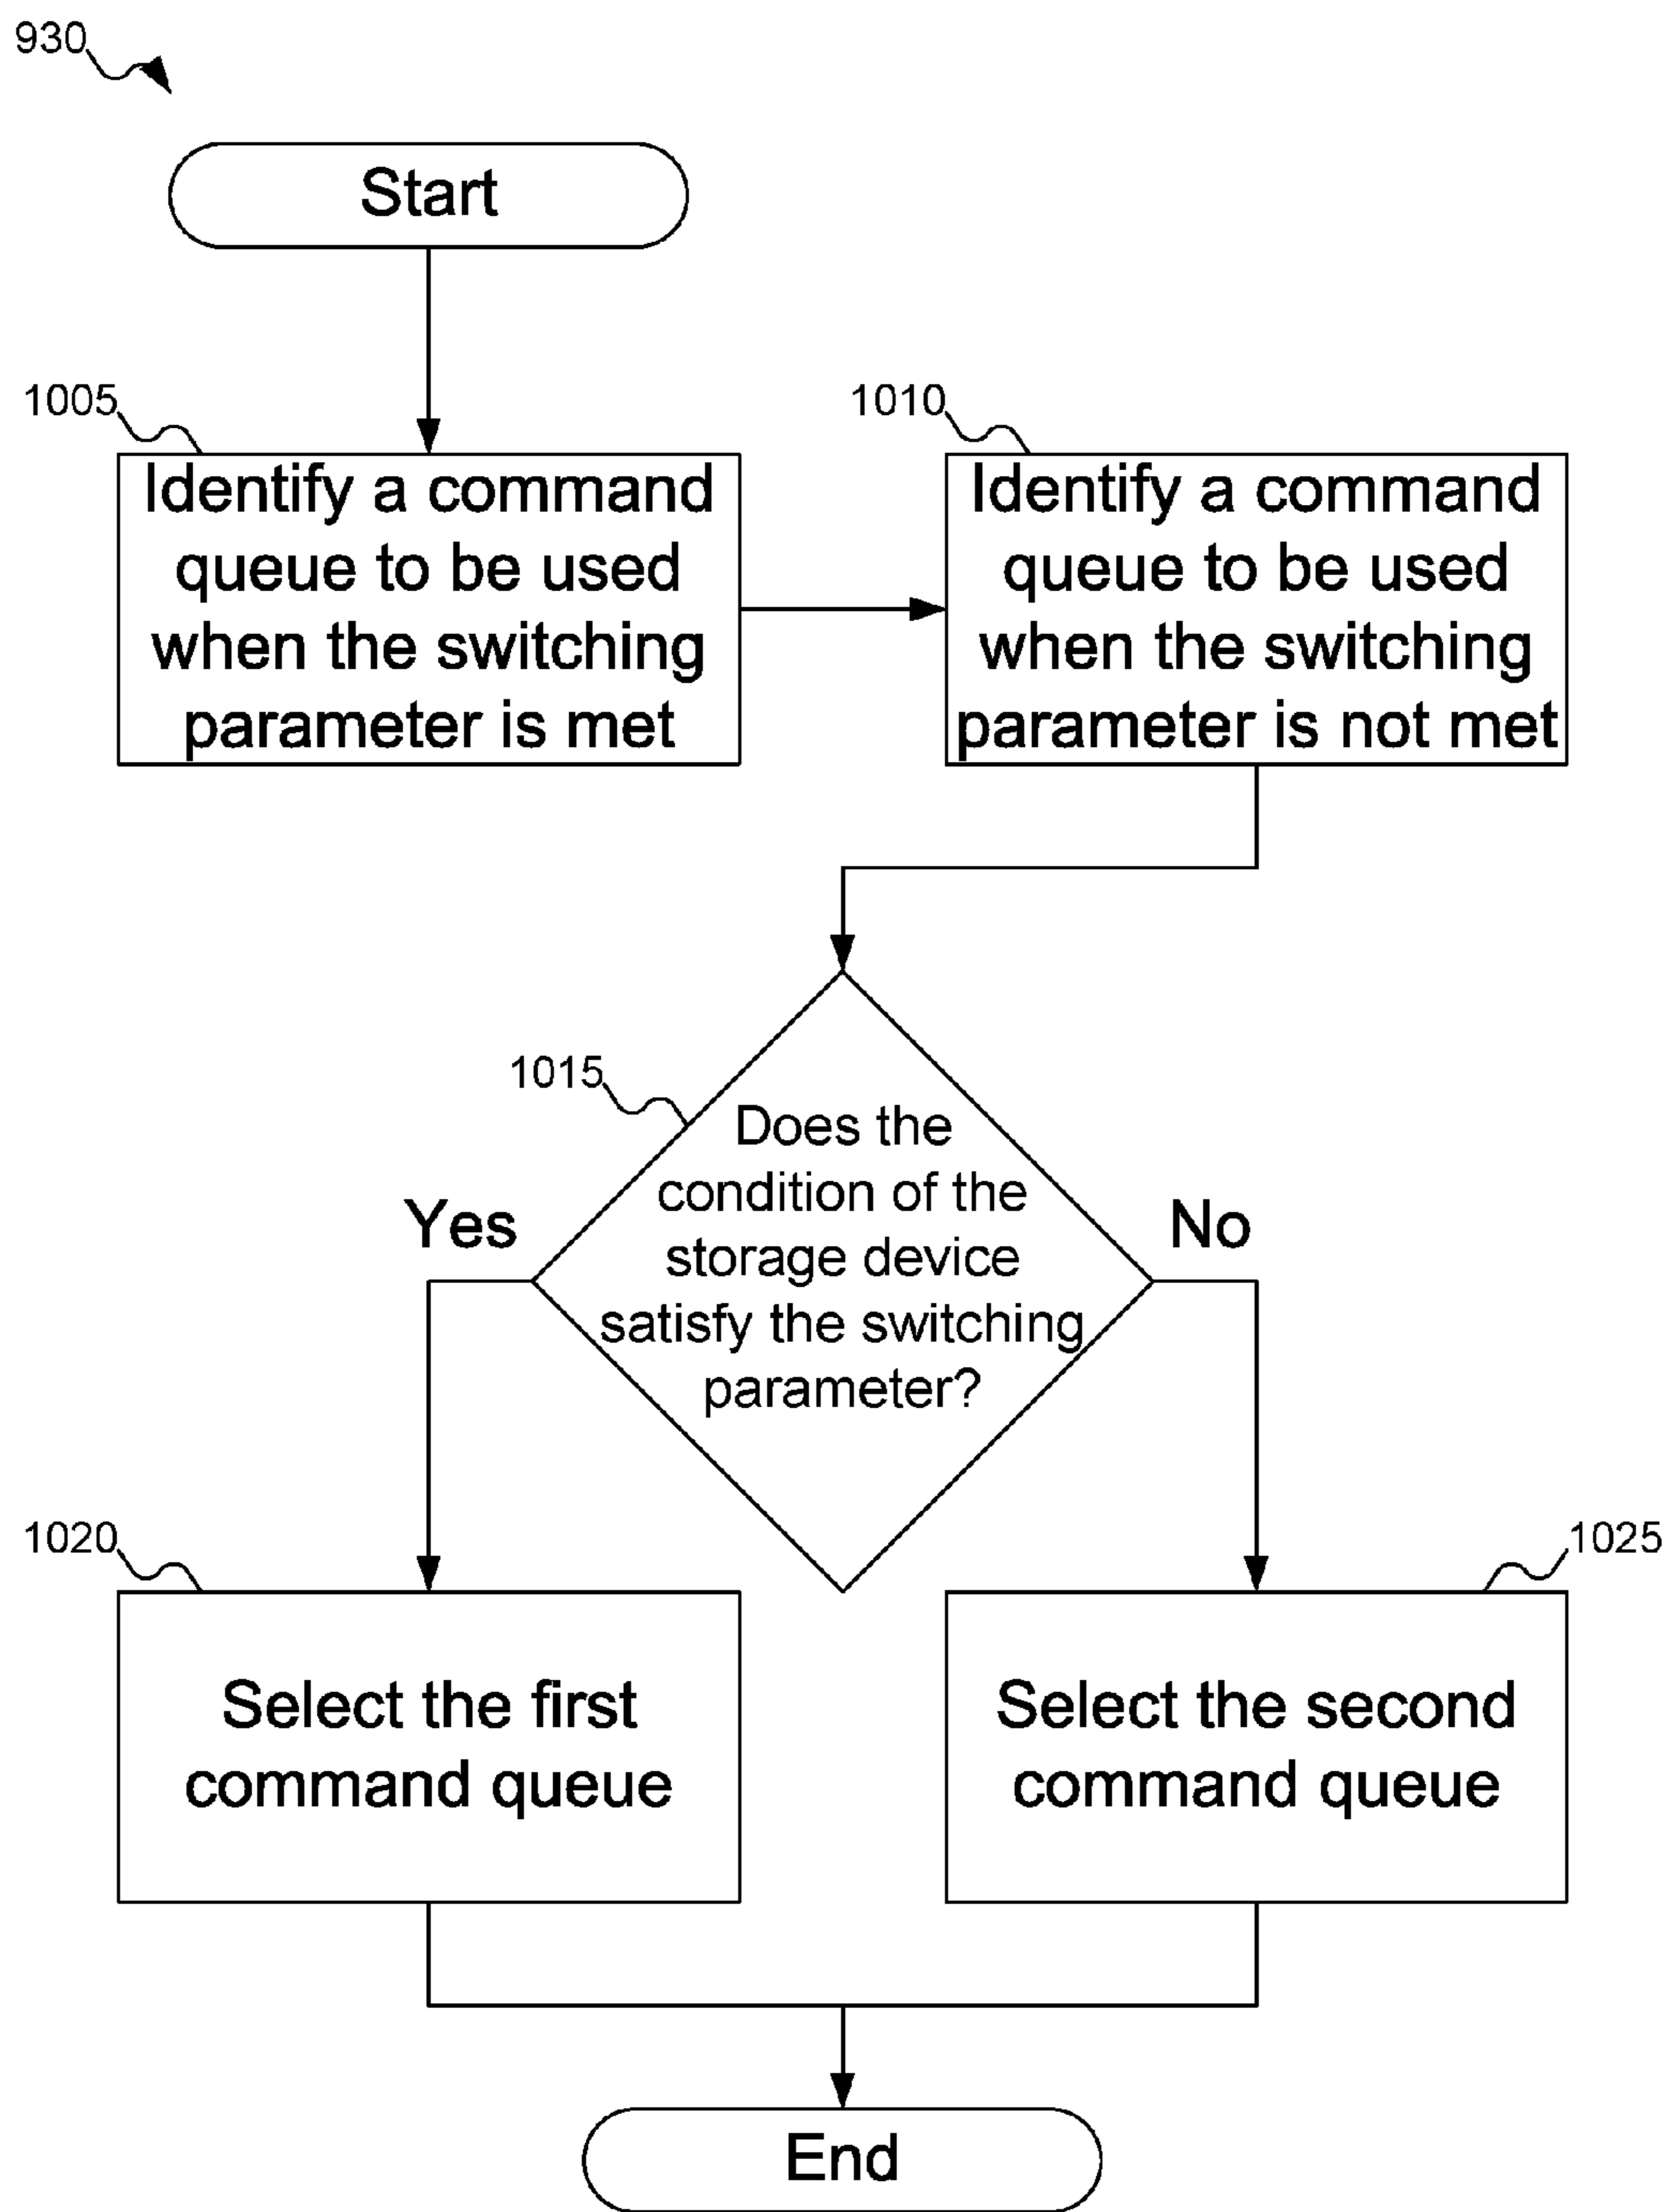 930
Start
1005
Identify a command
queue to be used
when the switching
parameter is met
1010
Identify a command
queue to be used
when the switching
parameter is not met
1015
Does the
condition of the
storage device
satisfy the switching
parameter?
Yes
No
1020
Select the first
command queue
1025
Select the second
command queue
End